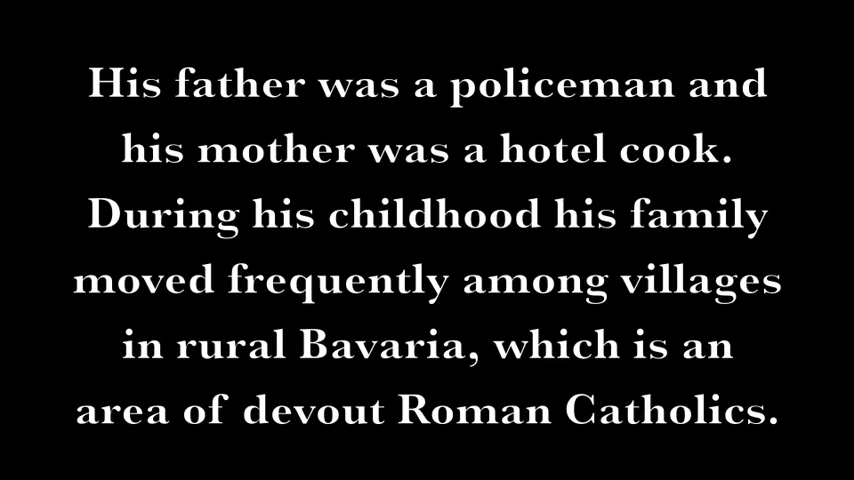 His father was a policeman and
his mother was a hotel cook.
During his childhood his family
moved frequently among villages
in rural Bavaria, which is an
area of devout Roman Catholics.